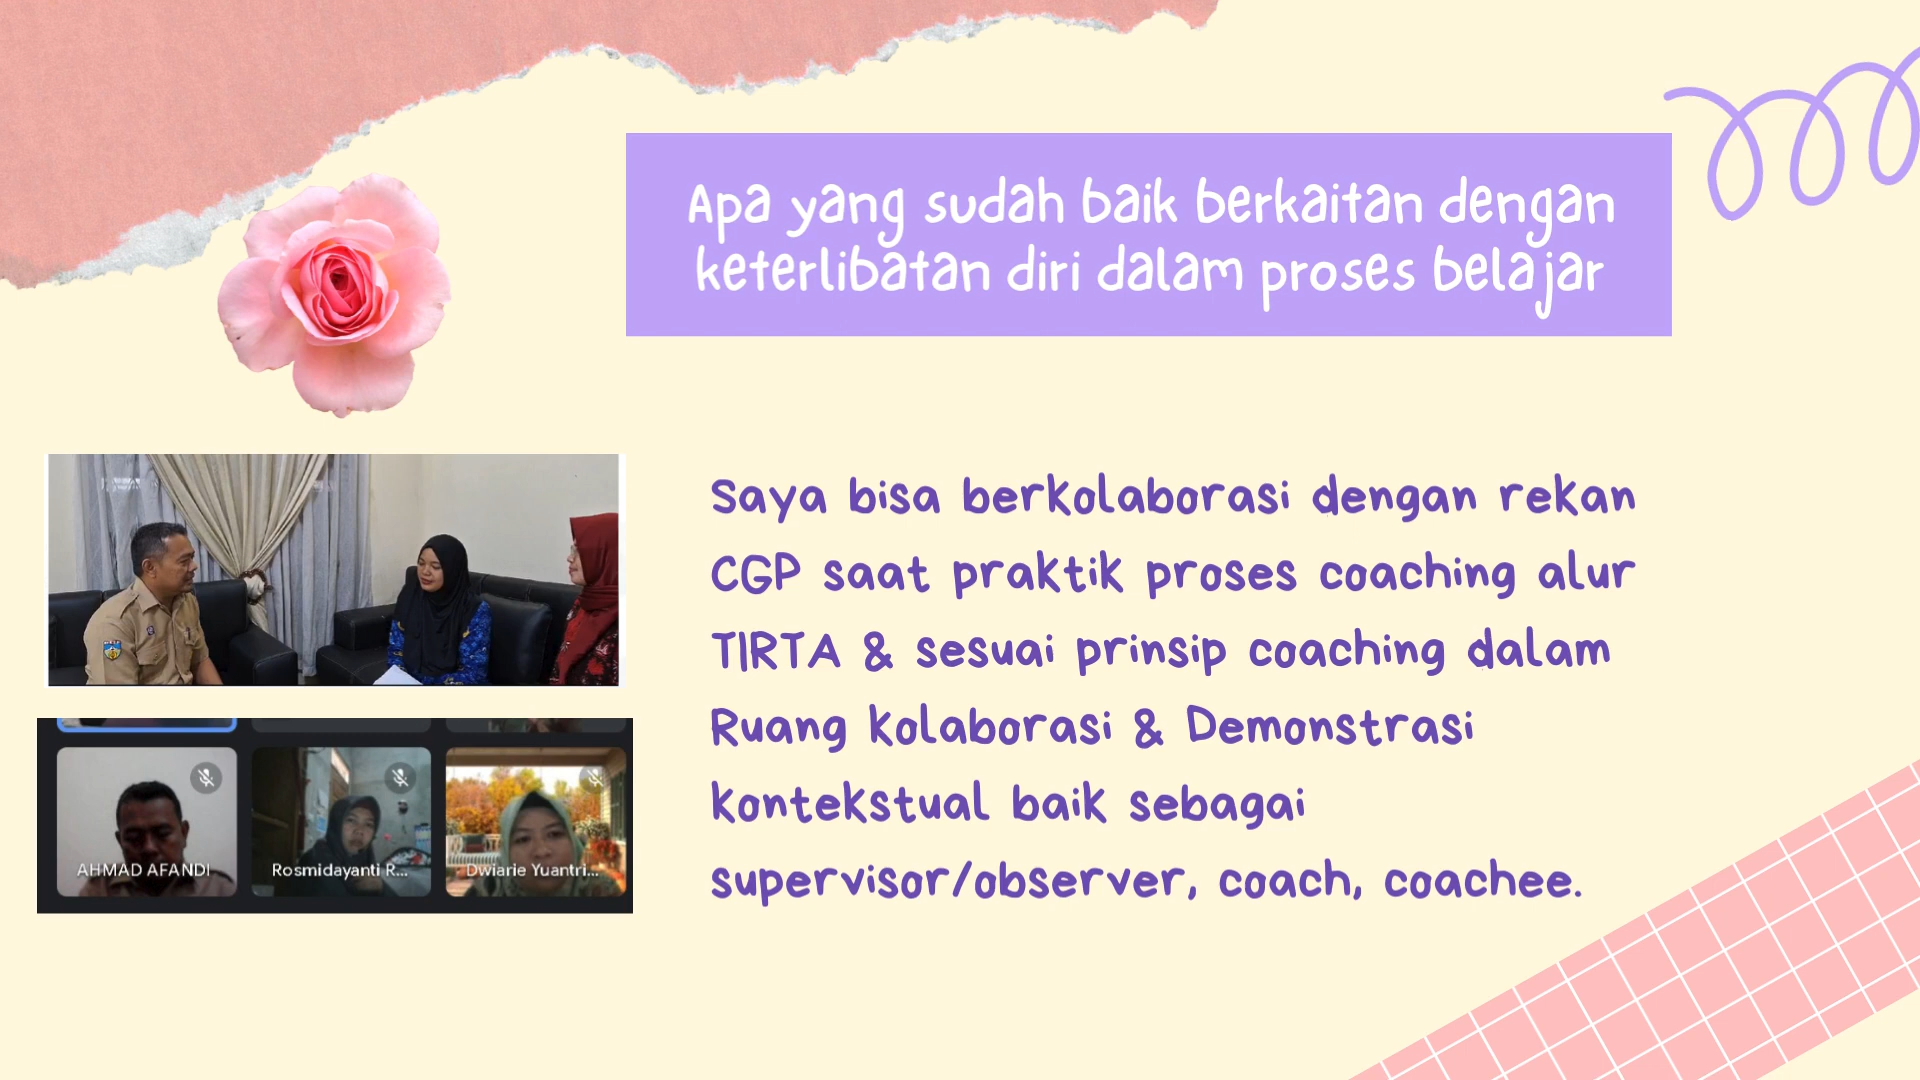 Apa yang sudah baik berkaitan dengan
keterlibatan diri dalam proses belajar
Saya bisa berkolaborasi dengan rekan
CGP saat praktik proses coaching alur
TIRTA & sesuai prinsip coaching dalam
Ruang kolaborasi & Demonstrasi
kontekstual baik sebagai
supervisor/observer, coach, coachee.
AHMAD AFANDI
Rosmidayanti R...
Dwiarie Yuantri...